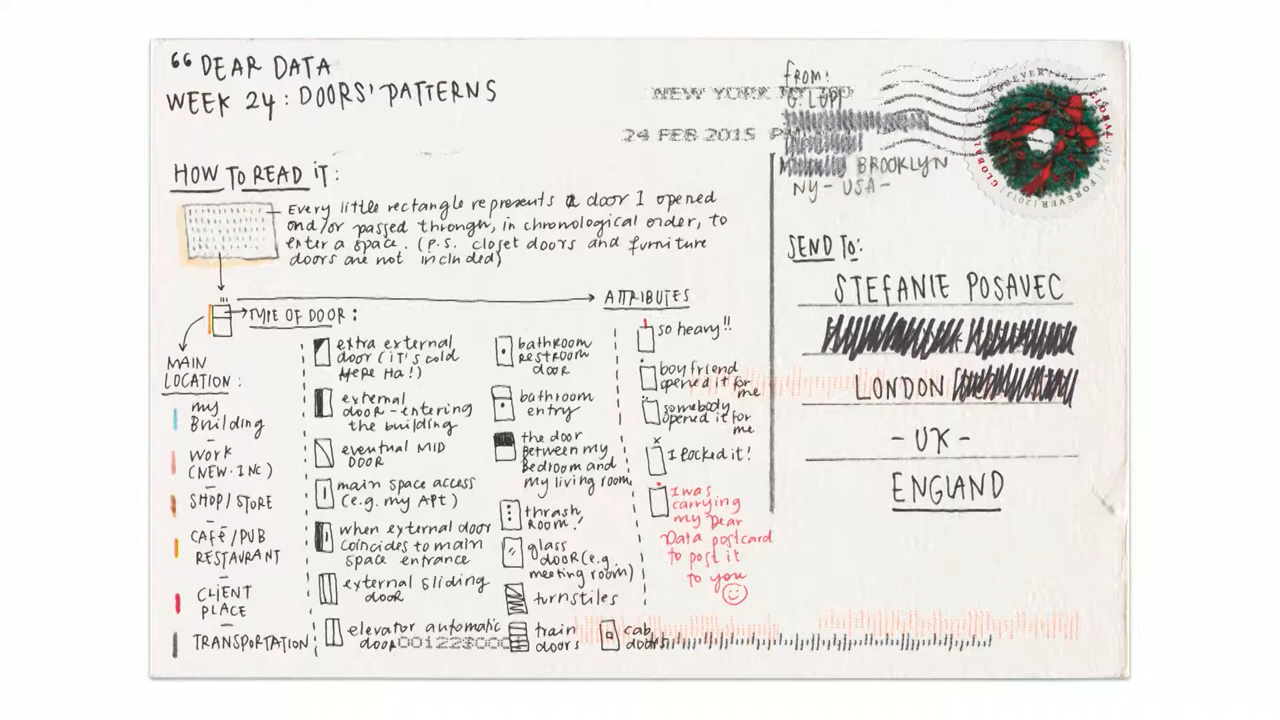 “DEAR DATA
WEEK 24: DOORS' PATTERNS
NEW YORK NY 100
24 FEB 2015 PM
FROM:
G. LUPI
BROOKLYN
NY - USA -
GLOBAL
FOREVER
USA
2013
HOW TO READ IT:
Every little rectangle represents a door I opened
and/or passed through, in chronological order, to
enter a space. (p.s. closet doors and furniture
doors are not included)
SEND TO:
STEFANIE POSAVEC
LONDON
- UK -
ENGLAND
MAIN
LOCATION:
my
Building
WORK
(NEW.INC)
SHOP/STORE
CAFÉ/PUB
RESTAURANT
CLIENT
PLACE
TRANSPORTATION
TYPE OF DOOR:
extra external
door (it's cold
Here Ha!)
external
door - entering
the building
eventual MID
DOOR
main space access
(e.g. my APt)
when external door
coincides to main
space entrance
external sliding
door
elevator automatic
door
bathroom
restroom
door
bathroom
entry
the door
between my
Bedroom and
my living room
thrash
ROOM!
glass
door (e.g.
meeting room)
turnstiles
train
doors
cab
doors
ATTRIBUTES
so heavy!!
boyfriend
opened it for
me
somebody
opened it for
me
I locked it!
I was
carrying
my Dear
Data postcard
to post it
to you